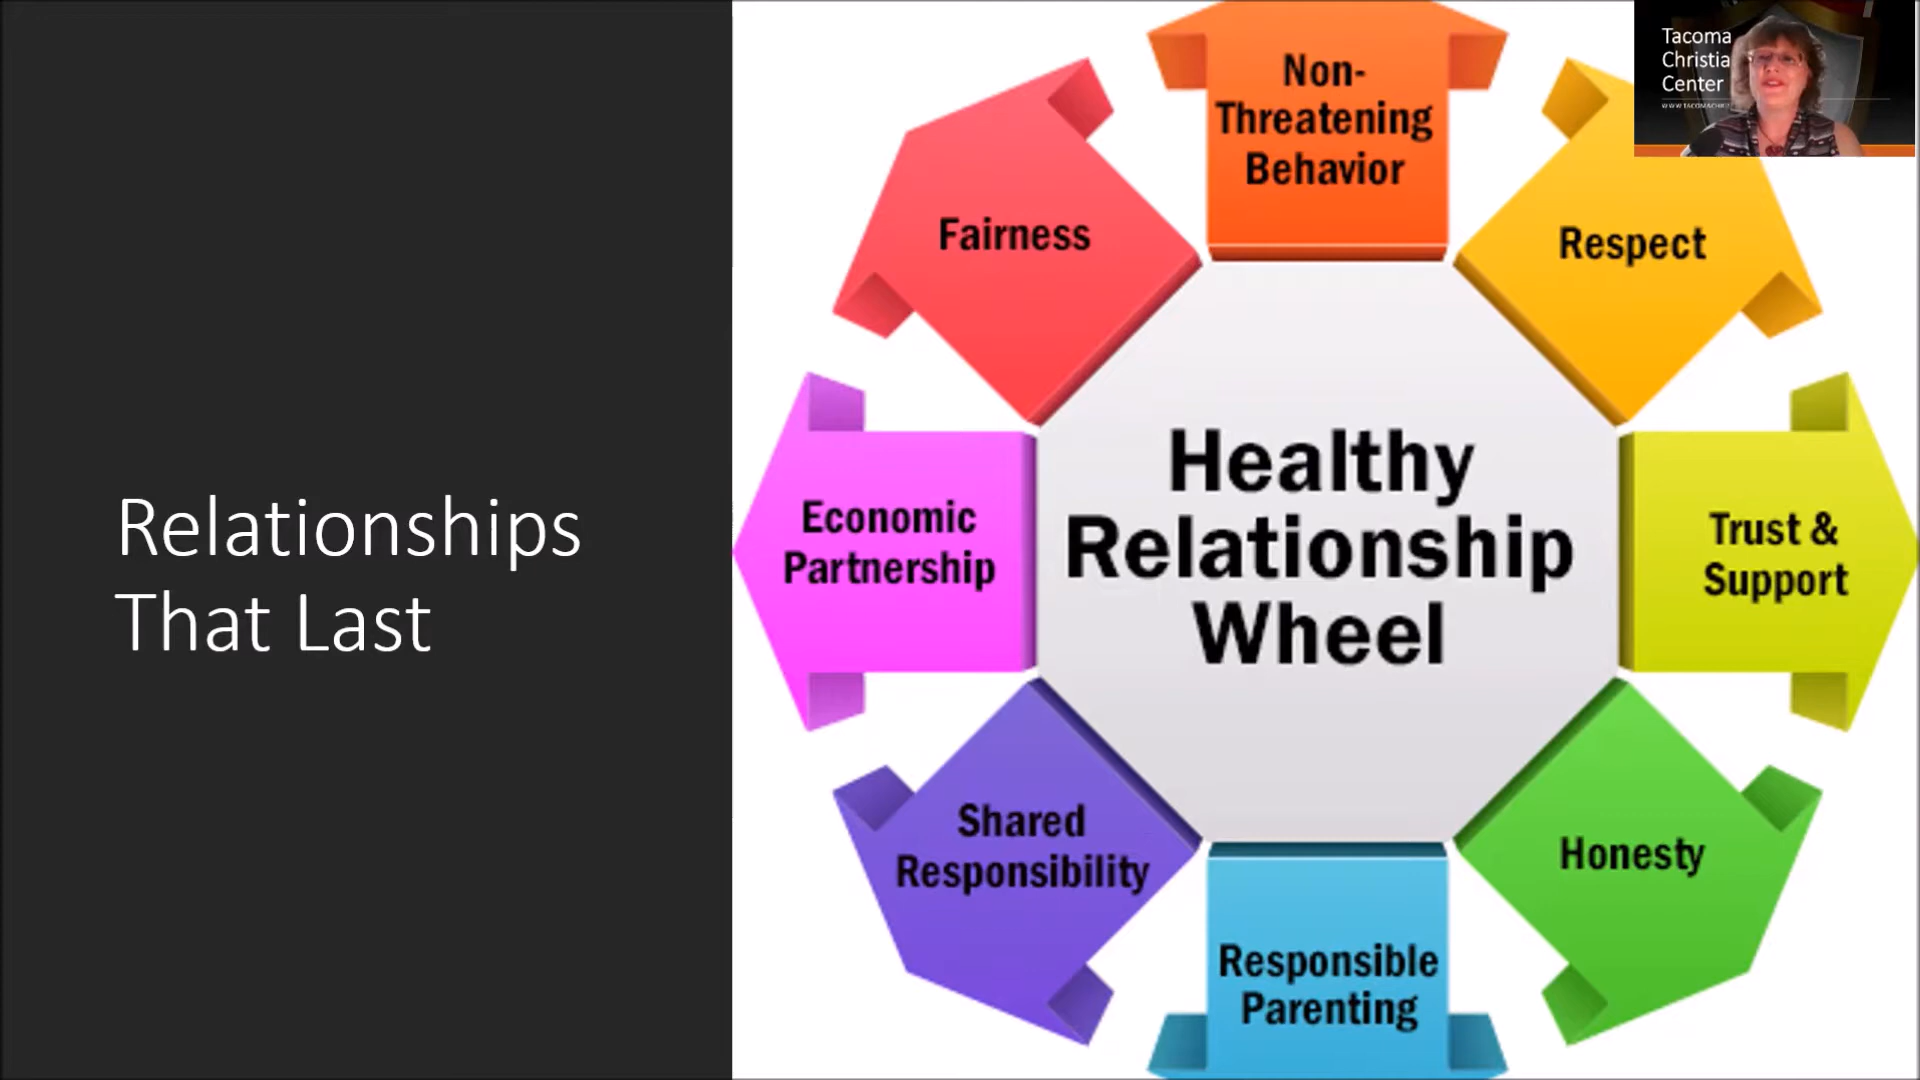 Relationships
That Last
Non-
Threatening
Behavior
Respect
Trust &
Support
Honesty
Responsible
Parenting
Shared
Responsibility
Economic
Partnership
Fairness
Healthy
Relationship
Wheel
Tacoma
Christia
Center